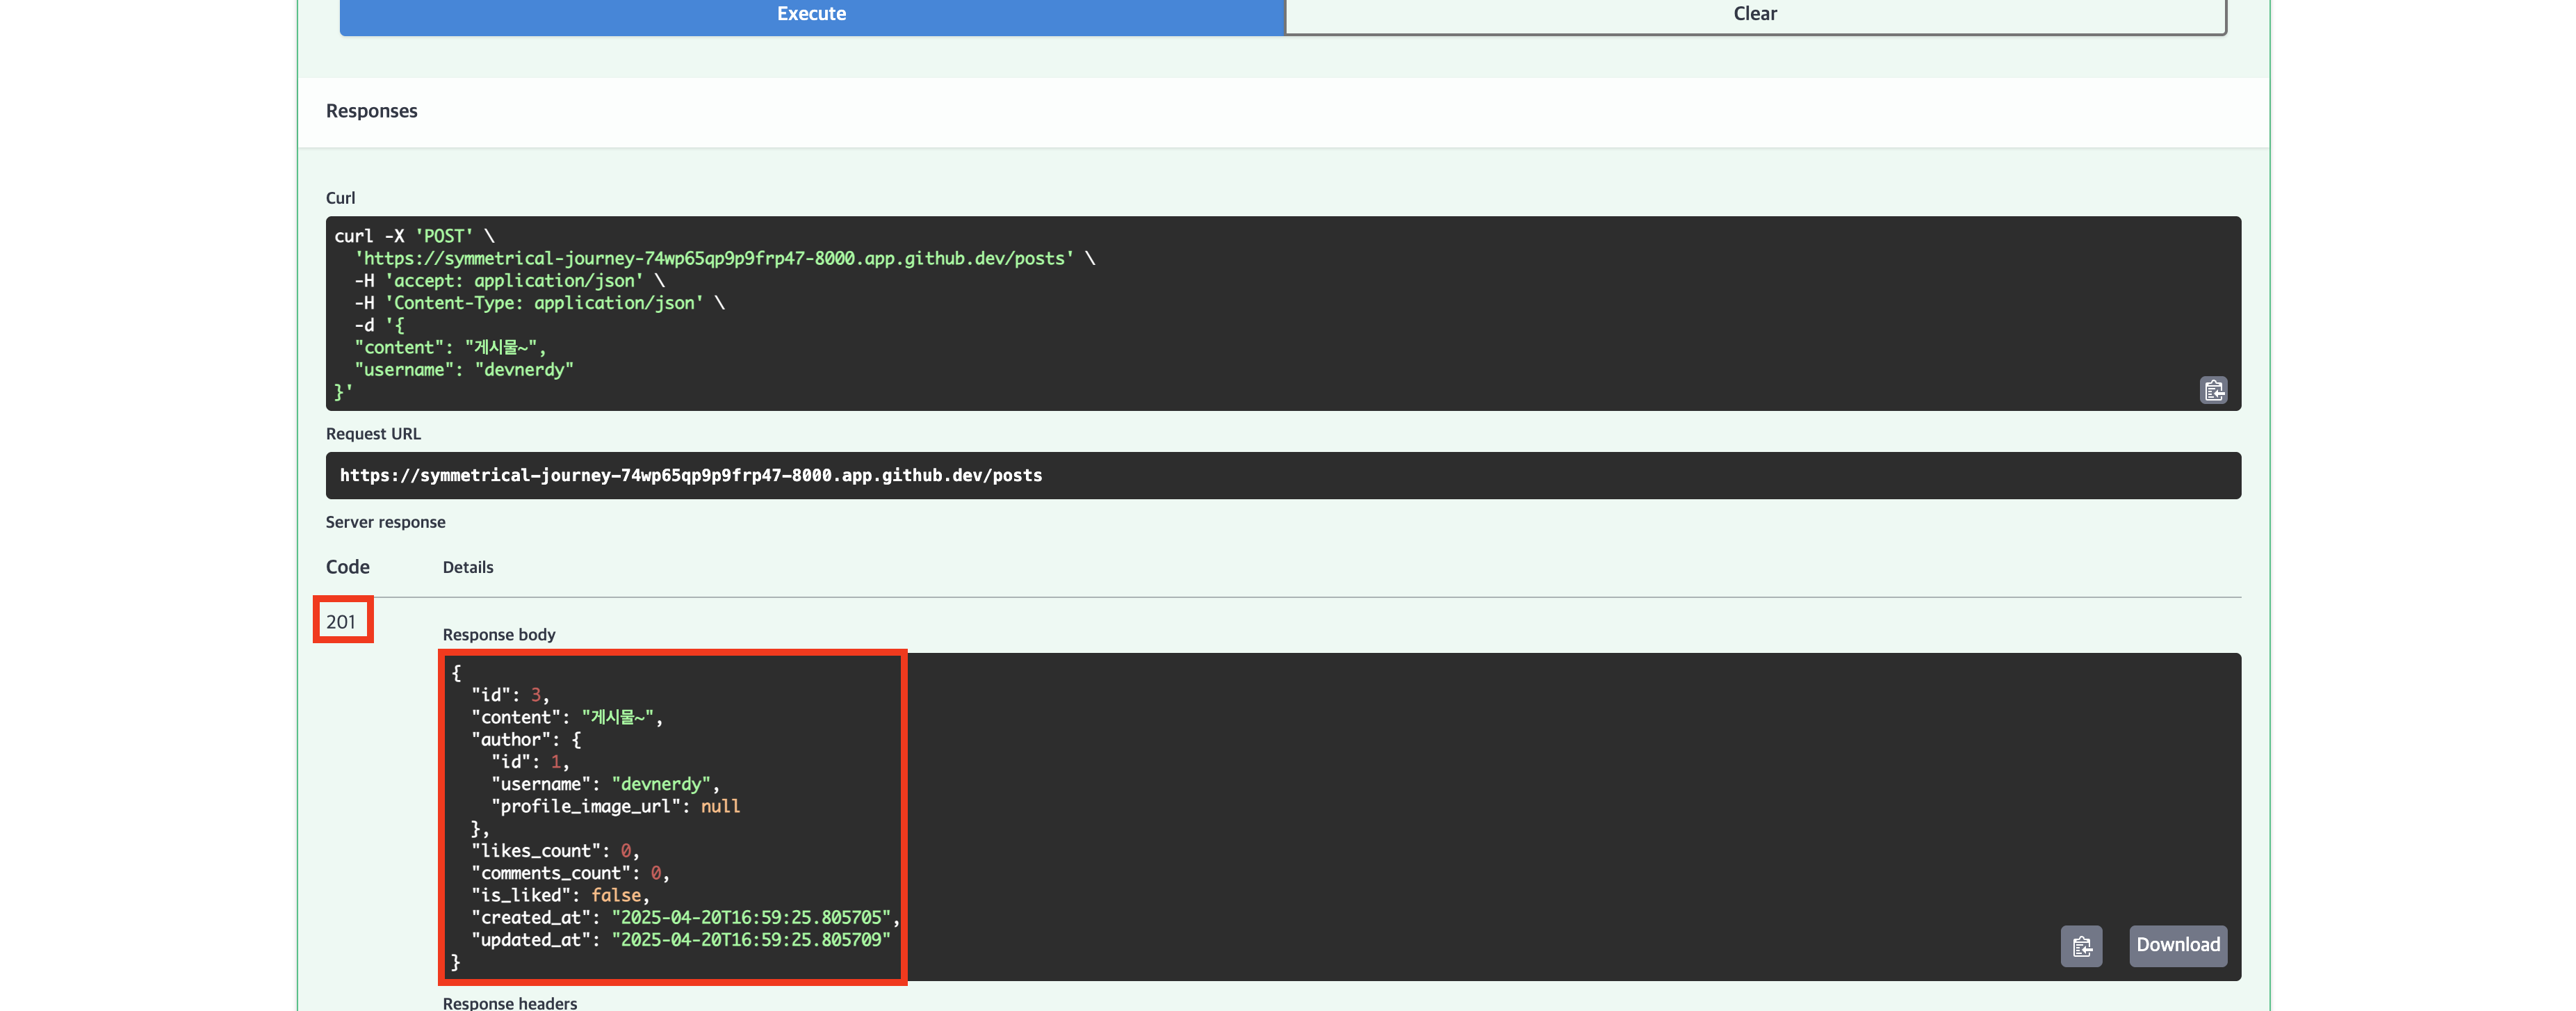 Execute
Clear
Responses
Curl
curl -X 'POST' \
  'https://symmetrical-journey-74wp65qp9p9frp47-8000.app.github.dev/posts' \
  -H 'accept: application/json' \
  -H 'Content-Type: application/json' \
  -d '{
  "content": "게시물~",
  "username": "devnerdy"
}'
Request URL
https://symmetrical-journey-74wp65qp9p9frp47-8000.app.github.dev/posts
Server response
Code
Details
201
Response body
{
  "id": 3,
  "content": "게시물~",
  "author": {
    "id": 1,
    "username": "devnerdy",
    "profile_image_url": null
  },
  "likes_count": 0,
  "comments_count": 0,
  "is_liked": false,
  "created_at": "2025-04-20T16:59:25.805705",
  "updated_at": "2025-04-20T16:59:25.805709"
}
Download
Response headers